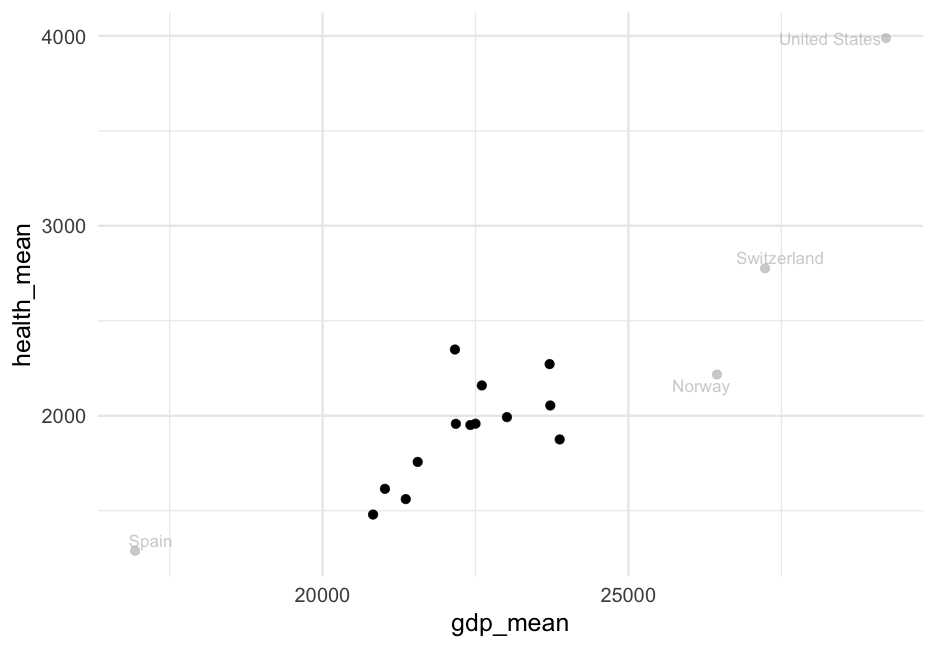 4000
United States
3000
Switzerland
health_mean
Norway
2000
Spain
20000
25000
gdp_mean